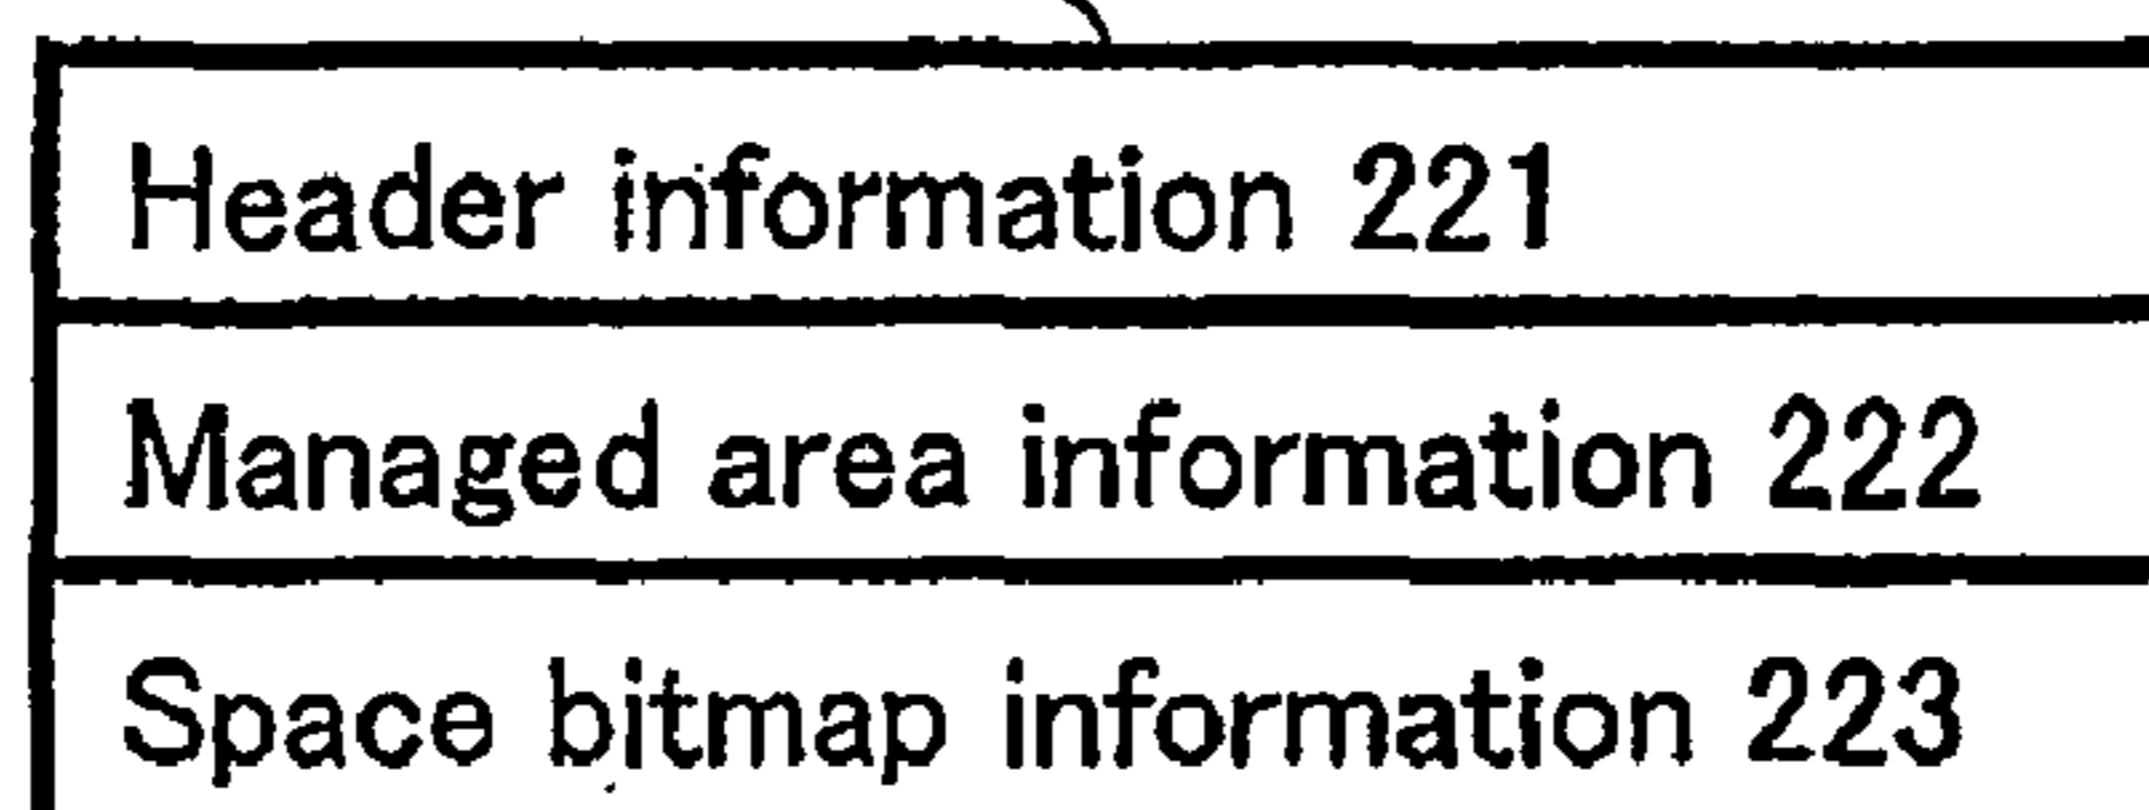 Header information 221
Managed area information 222
Space bitmap information 223